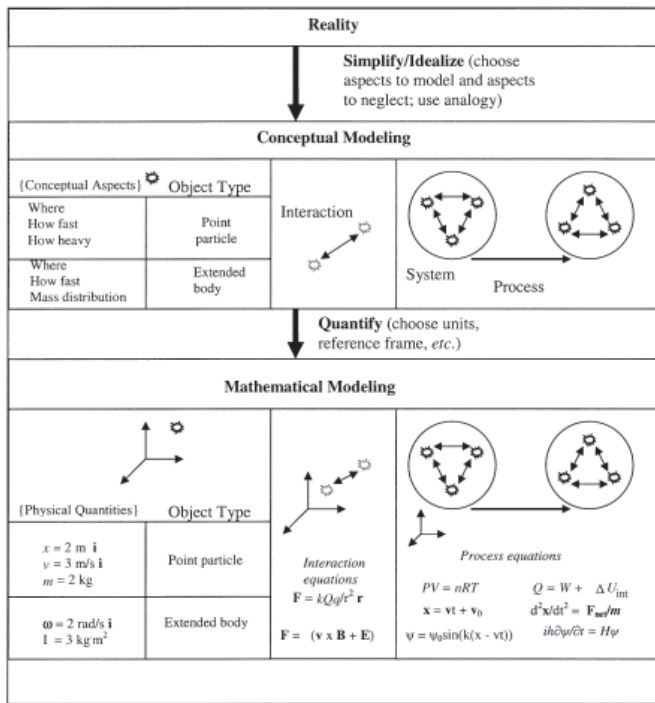 Reality
Simplify/Idealize (choose
aspects to model and aspects
to neglect; use analogy)
Conceptual Modeling
{Conceptual Aspects}
Object Type
Where
How fast
How heavy
Point
particle
Where
How fast
Mass distribution
Extended
body
Interaction
System
Process
Quantify (choose units,
reference frame, etc.)
Mathematical Modeling
{Physical Quantities}
Object Type
x = 2 m i
v = 3 m/s i
m = 2 kg
Point particle
ω = 2 rad/s i
I = 3 kg·m²
Extended body
Interaction
equations
F = kQq/r² r
F = (v x B + E)
Process equations
PV = nRT
Q = W + ΔU_int
x = vt + v₀
d²x/dt² = F_net/m
ψ = ψ₀sin(k(x - vt))
ih∂ψ/∂t = Hψ